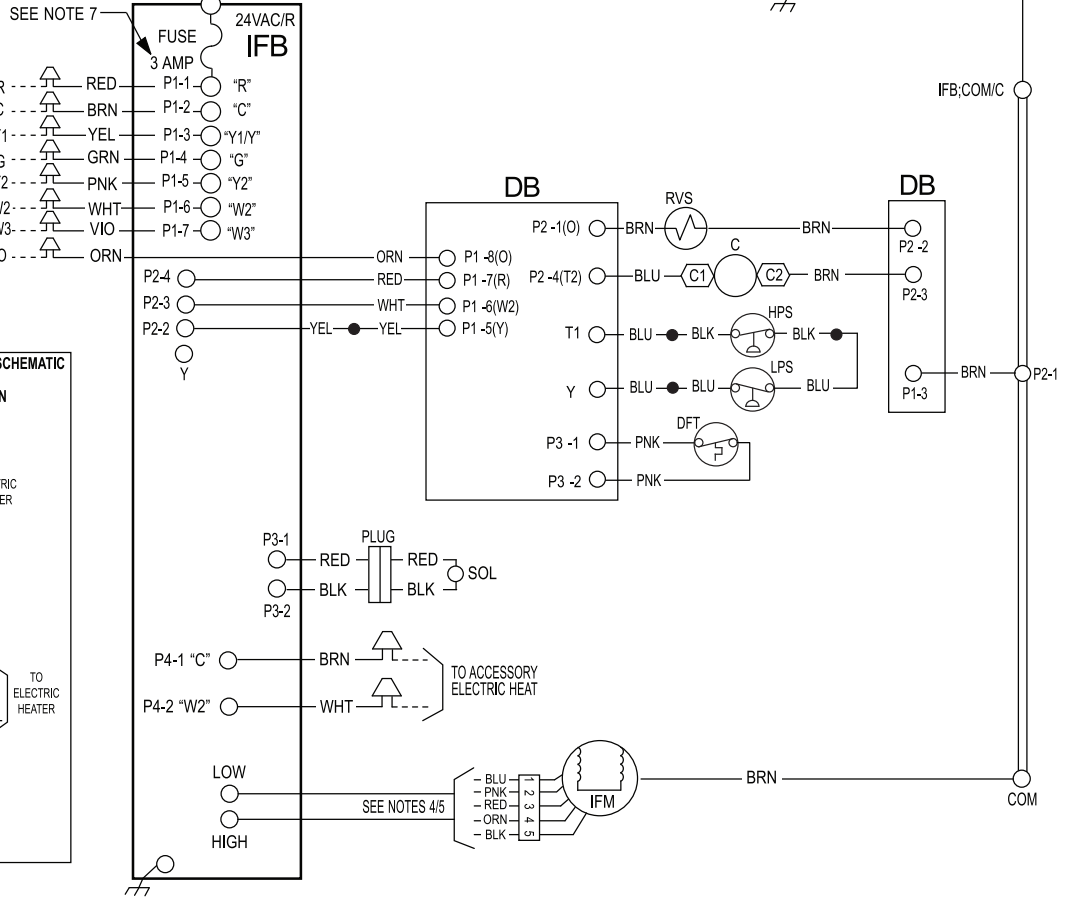 SEE NOTE 7
24VAC/R
FUSE
IFB
3 AMP
R RED P1-1 "R"
C BRN P1-2 "C"
1 YEL P1-3 "Y1/Y"
G GRN P1-4 "G"
2 PNK P1-5 "Y2"
2 WHT P1-6 "W2"
3 VIO P1-7 "W3"
O ORN
ORN P1 -8(O)
P2-4 RED P1 -7(R)
P2-3 WHT P1 -6(W2)
P2-2 YEL YEL P1 -5(Y)
Y
DB
RVS
P2 -1(O) BRN BRN P2 -2
C
P2 -4(T2) BLU C1 C2 BRN P2-3
HPS
T1 BLU BLK BLK
LPS
Y BLU BLU BLU
DFT
P3 -1 PNK
P3 -2 PNK
DB
IFB;COM/C
P1-3 BRN P2-1
SCHEMATIC
N
RIC
ER
TO
ELECTRIC
HEATER
P3-1 RED PLUG RED
SOL
P3-2 BLK BLK
P4-1 "C" BRN
TO ACCESSORY
ELECTRIC HEAT
P4-2 "W2" WHT
LOW
HIGH
SEE NOTES 4/5
BLU 1
PNK 2
RED 3
ORN 4
BLK 5
IFM
BRN
COM